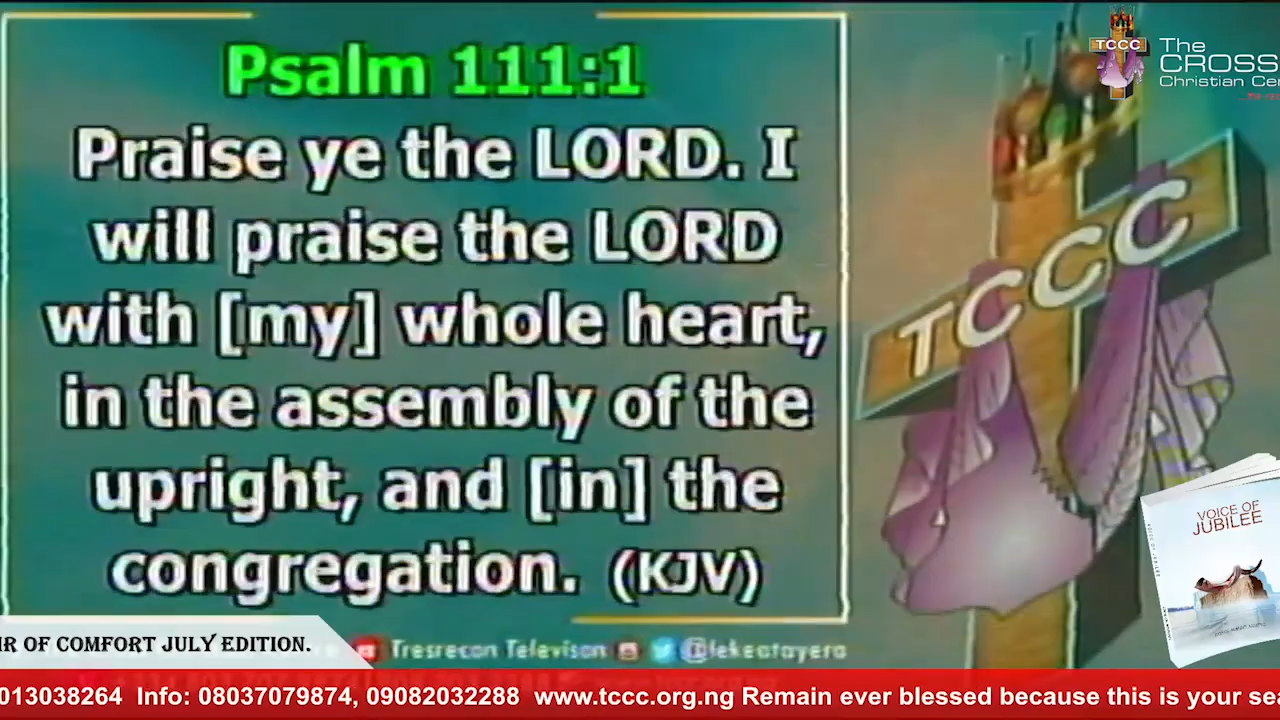 Psalm 111:1
Praise ye the LORD. I
will praise the LORD
with [my] whole heart,
in the assembly of the
upright, and [in] the
congregation. (KJV)
TCCC
The
CROSS
Christian Cen
TCCC
VOICE OF
JUBILEE
IR OF COMFORT JULY EDITION.
Tresrecon Televison @lekeatayero
013038264 Info: 08037079874, 09082032288 www.tccc.org.ng Remain ever blessed because this is your sea